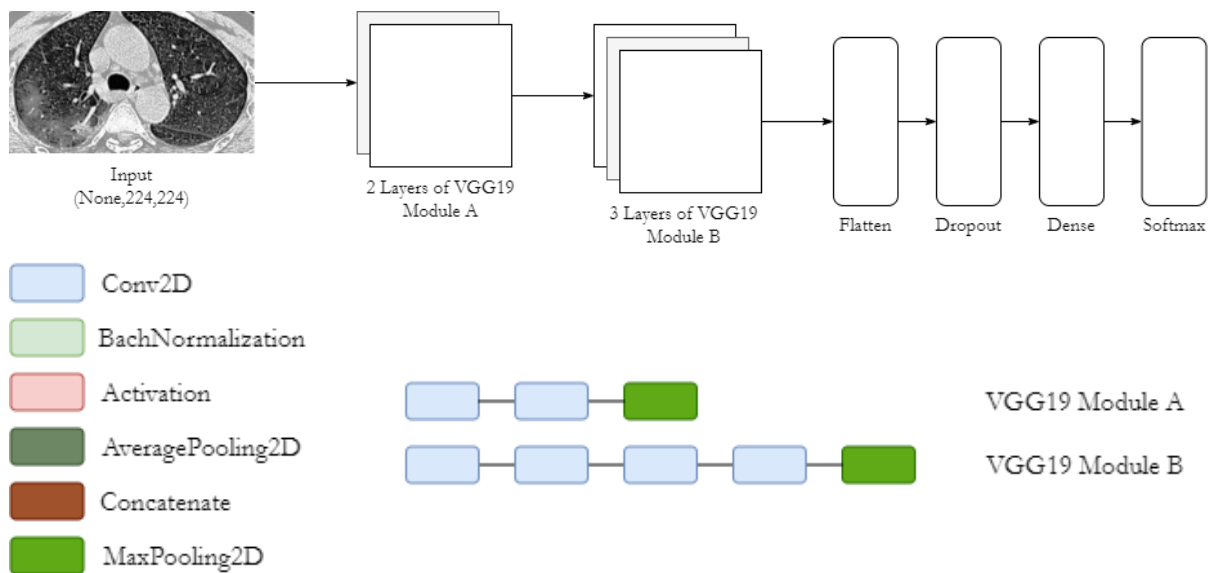 Input
(None,224,224)
2 Layers of VGG19
Module A
3 Layers of VGG19
Module B
Flatten
Dropout
Dense
Softmax
Conv2D
BachNormalization
Activation
AveragePooling2D
Concatenate
MaxPooling2D
VGG19 Module A
VGG19 Module B